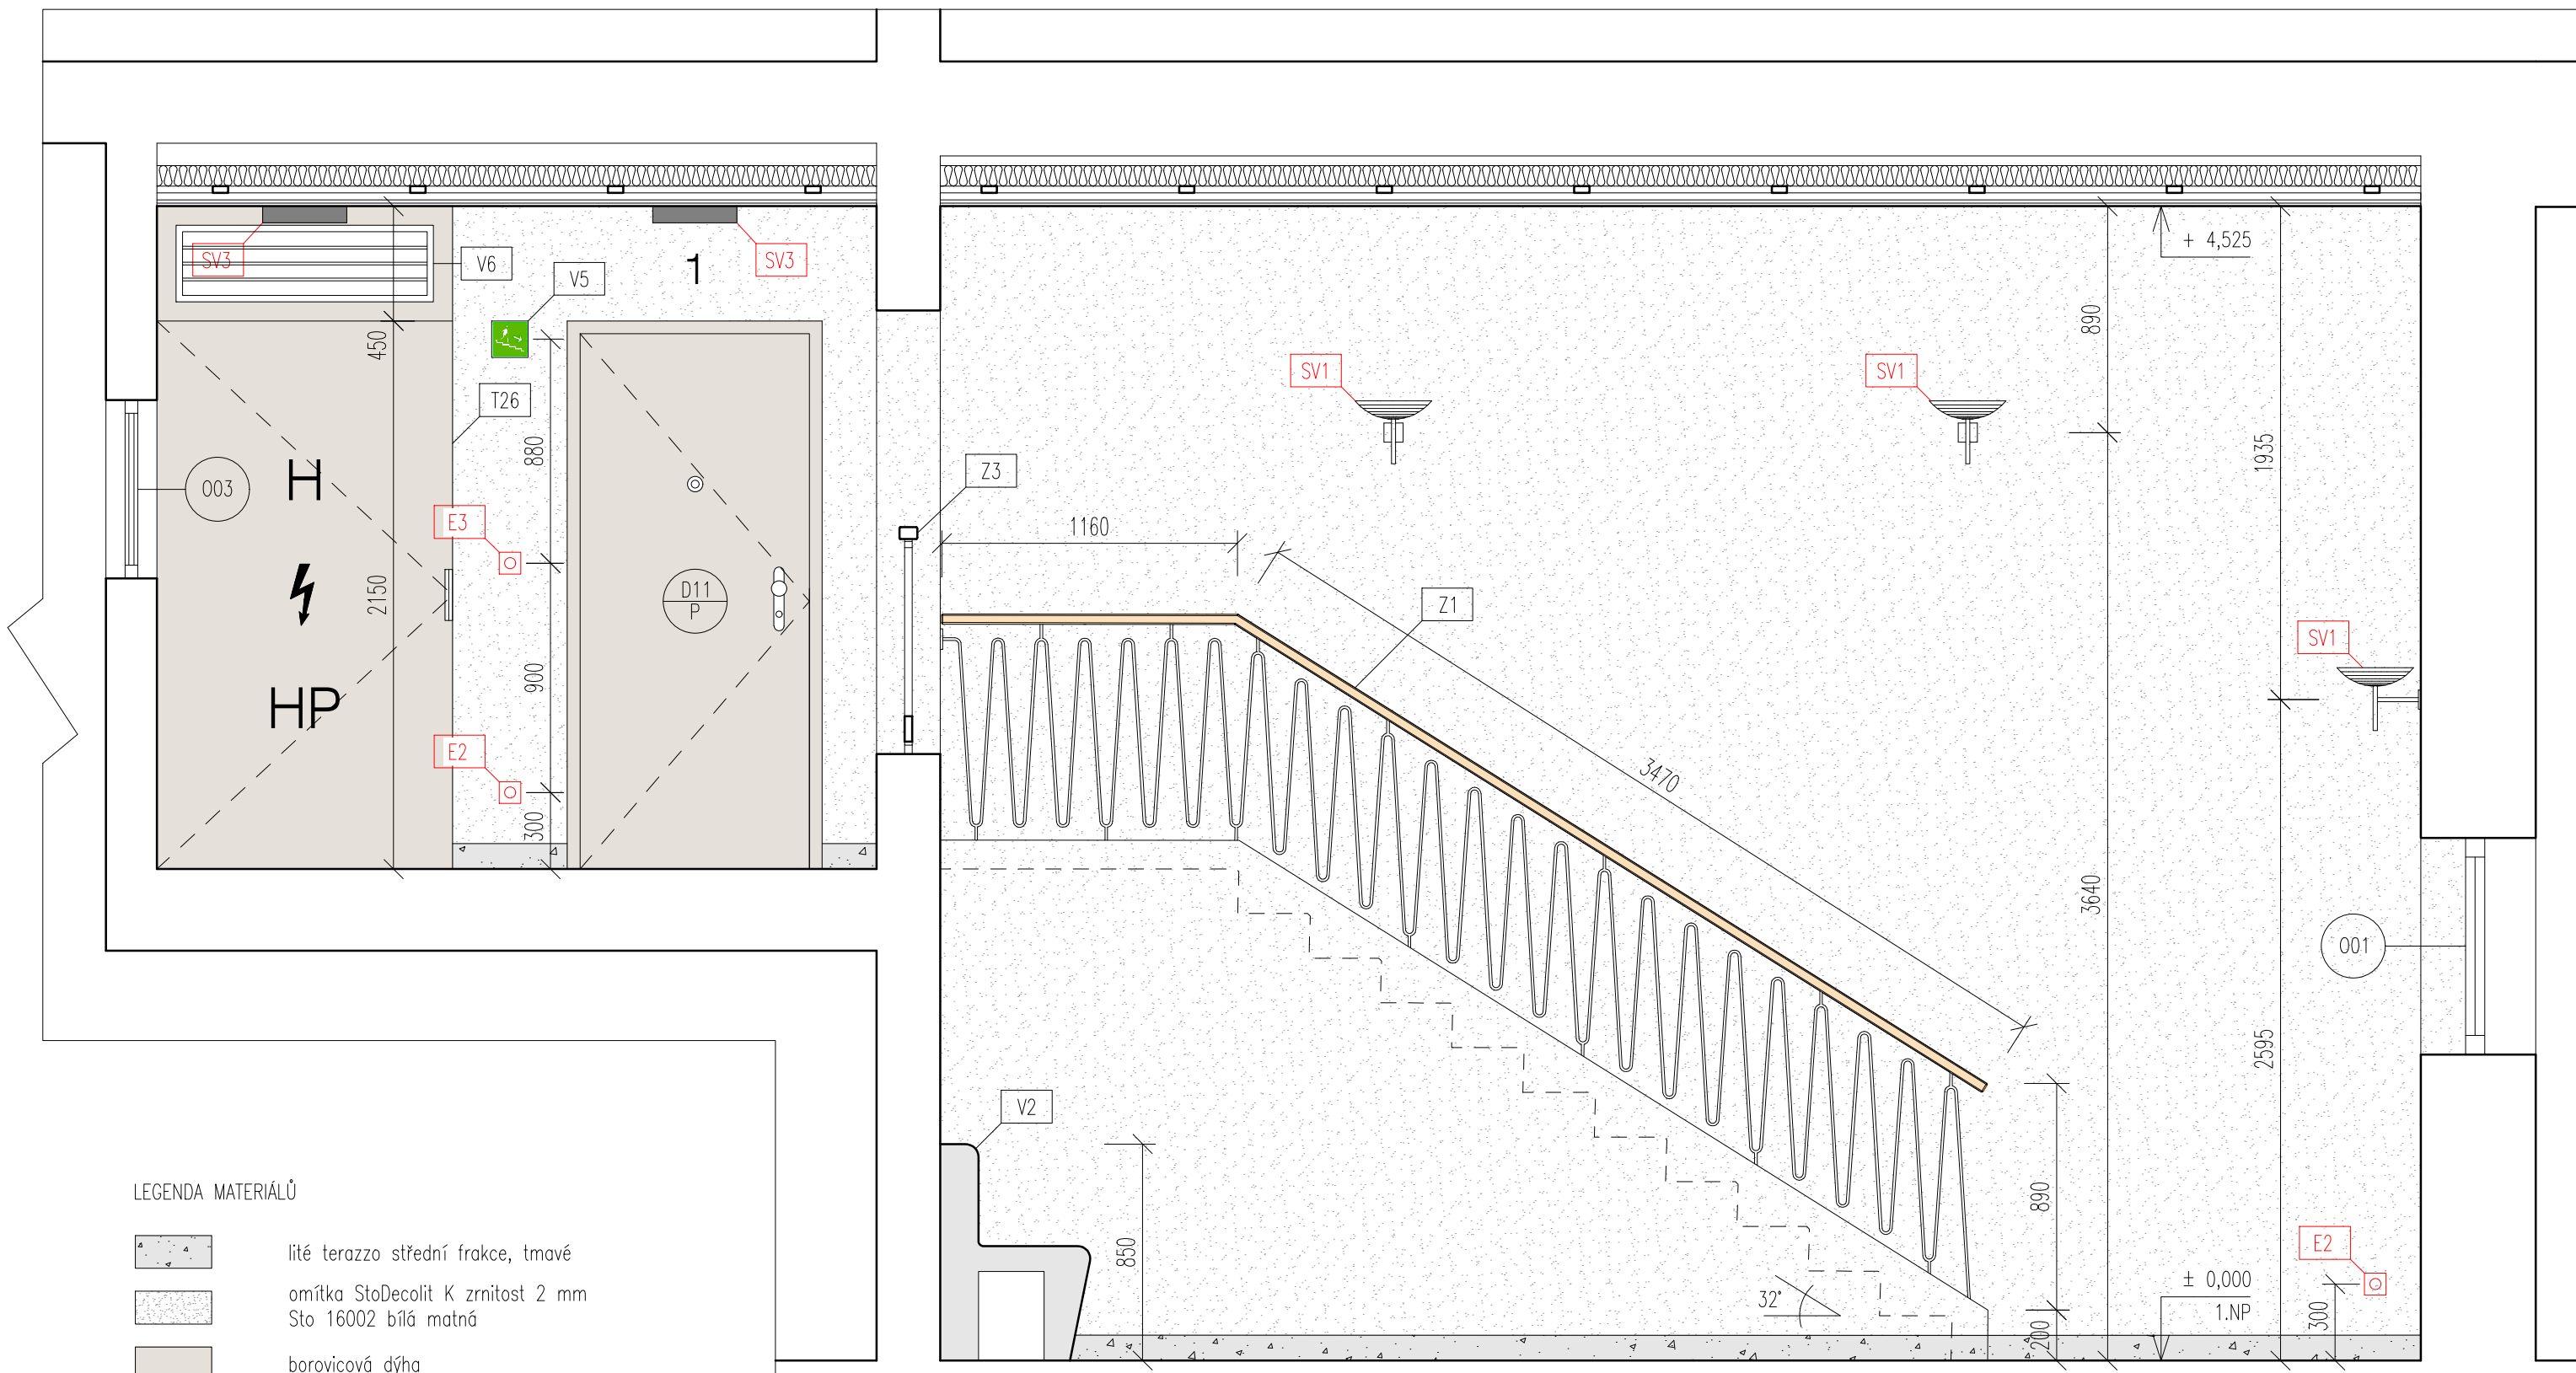 + 4,525
SV3
V6
1
SV3
V5
890
450
SV1
SV1
T26
1935
880
Z3
H
003
E3
1160
2150
D11
P
Z1
SV1
900
HP
E2
3470
300
3640
001
2595
V2
LEGENDA MATERIÁLŮ
890
850
E2
lité terazzo střední frakce, tmavé
± 0,000
omítka StoDecolit K zrnitost 2 mm
Sto 16002 bílá matná
32°
1.NP
300
200
borovicová dýha